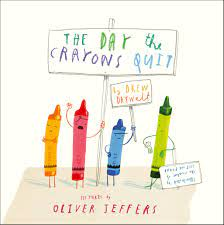 THE DAY the
CRAYONS QUIT
by DREW
DAYWALT
PICTURES by
OLIVER JEFFERS